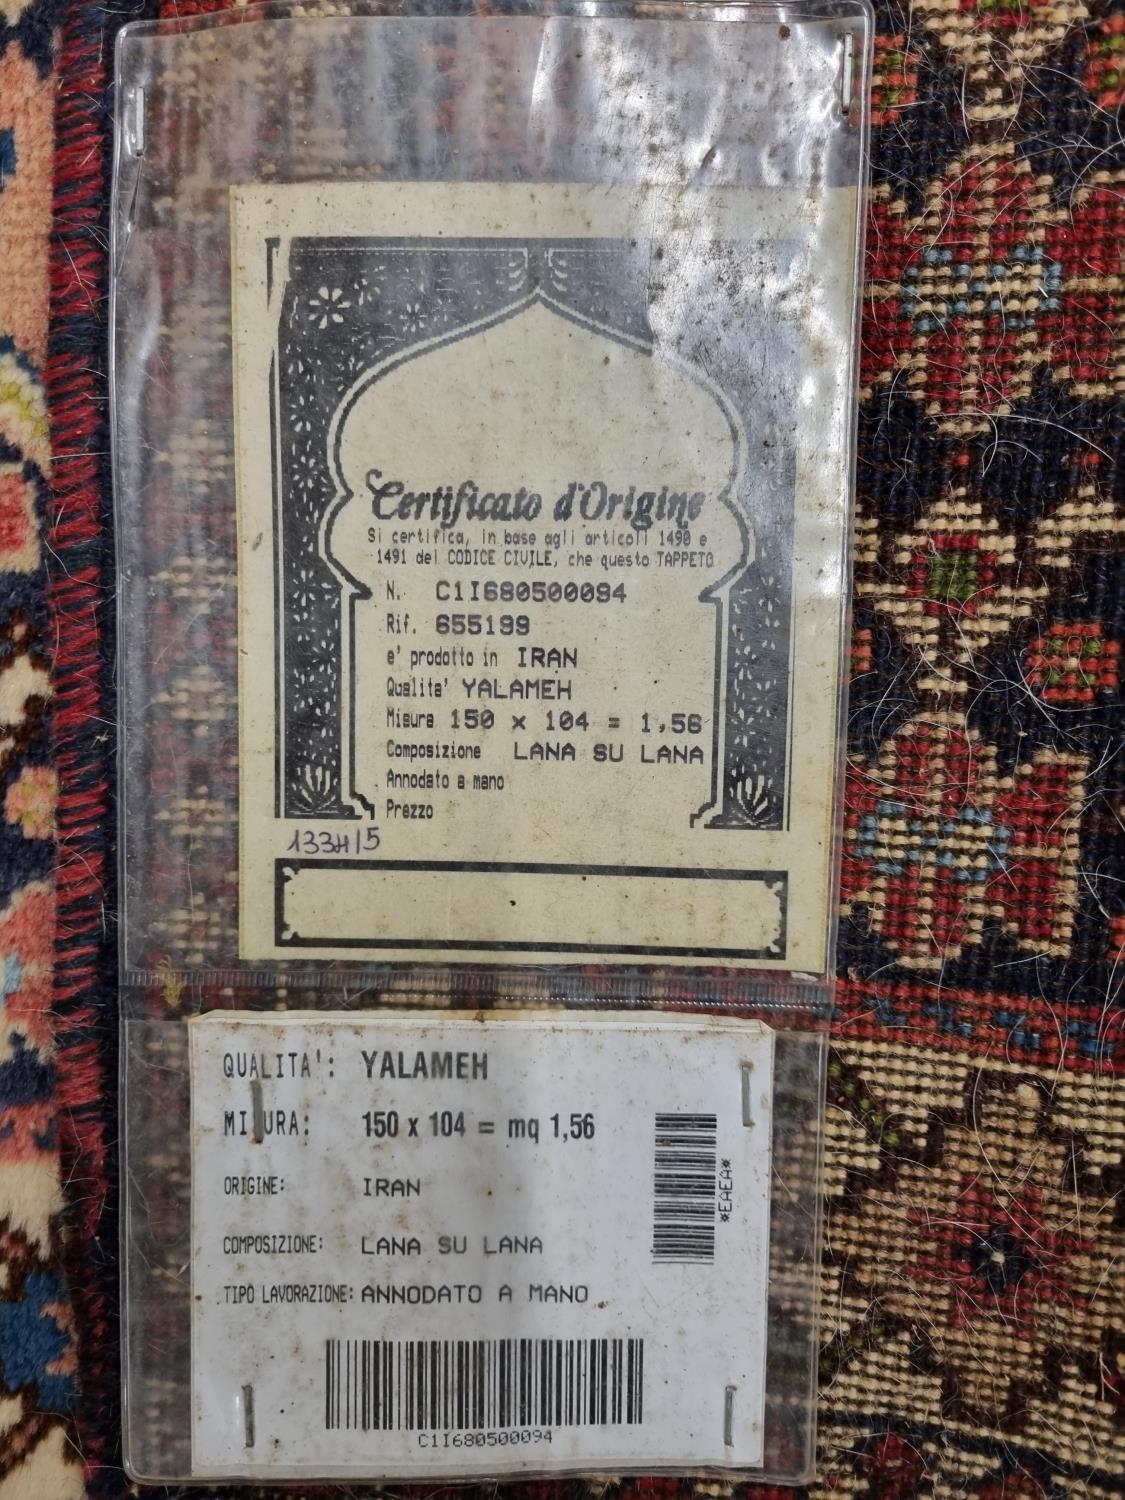 Certificato d'Origine
Si certifica, in base agli articoli 1490 e
1491 del CODICE CIVILE, che questo TAPPETO
N. C1I680500094
Rif. 655199
e' prodotto in IRAN
Qualita' YALAMEH
Misura 150 x 104 = 1,56
Composizione LANA SU LANA
Annodato a mano
Prezzo
133H15
QUALITA': YALAMEH
MISURA: 150 x 104 = mq 1,56
ORIGINE: IRAN
COMPOSIZIONE: LANA SU LANA
TIPO LAVORAZIONE: ANNODATO A MANO
*EAEA*
C1I680500094